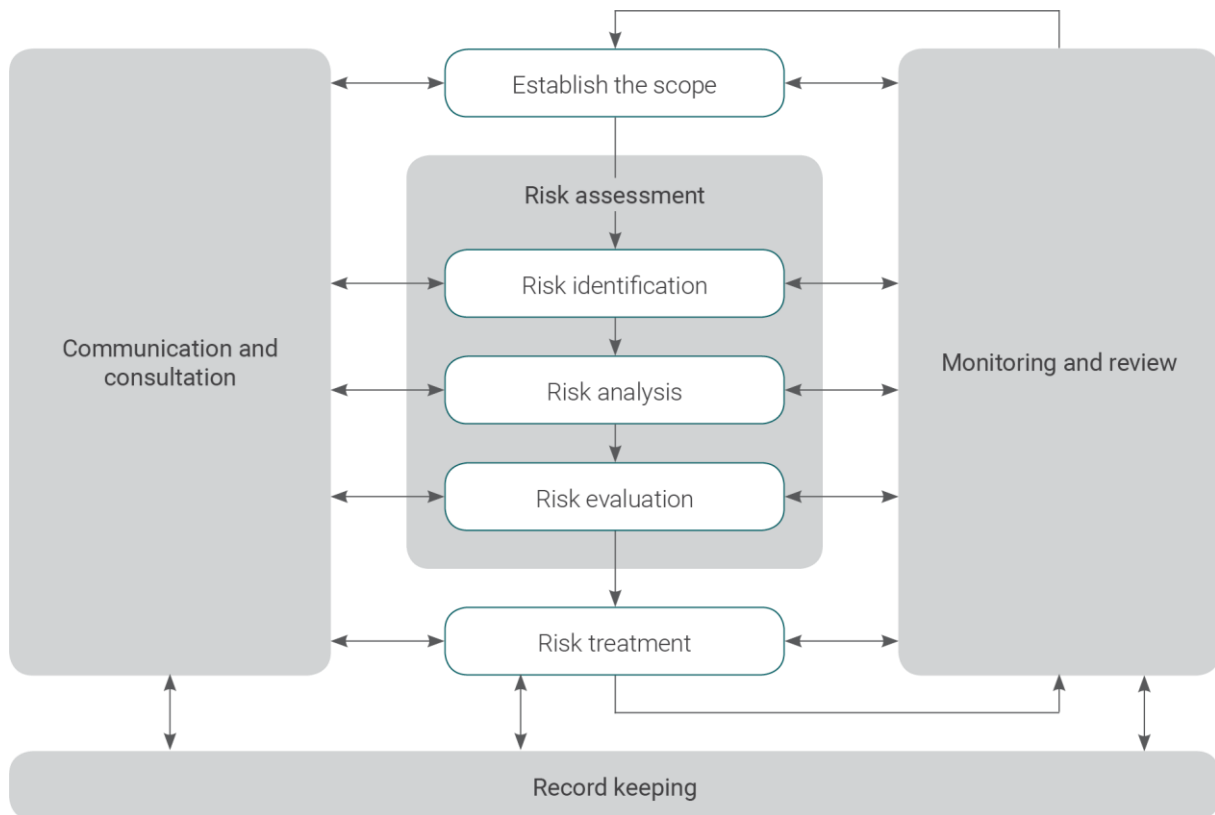 Establish the scope
Risk assessment
Risk identification
Communication and
consultation
Monitoring and review
Risk analysis
Risk evaluation
Risk treatment
Record keeping